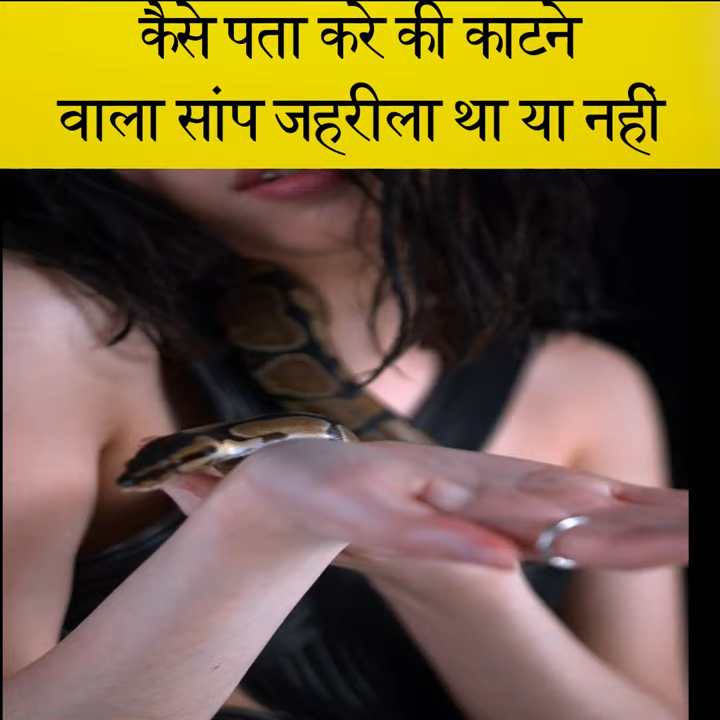 कैसे पता करे की काटने
वाला सांप जहरीला था या नहीं